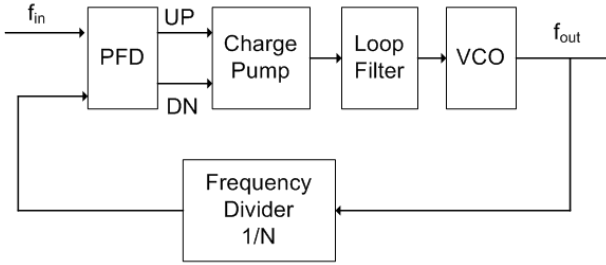 f_in
UP
PFD
DN
Charge
Pump
Loop
Filter
VCO
f_out
Frequency
Divider
1/N